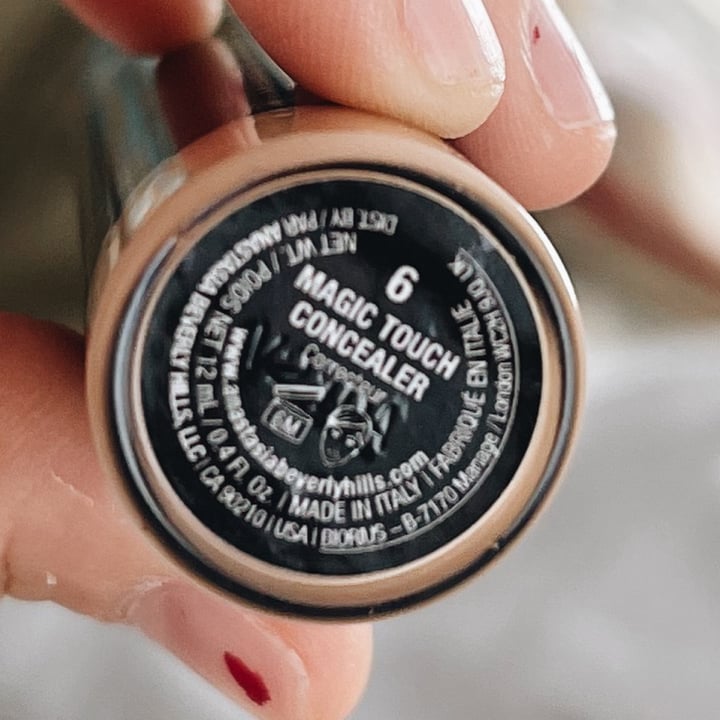 6
MAGIC TOUCH
CONCEALER
Correcteur
6M
www.anastasiabeverlyhills.com
NET WT. / POIDS NET 12 mL / 0.4 Fl. Oz. | MADE IN ITALY | FABRIQUÉ EN ITALIE
DIST. BY / PAR ANASTASIA BEVERLY HILLS, LLC | CA 90210 | USA | BIORIUS – B-7170 Manage / London WC2H 9JQ UK